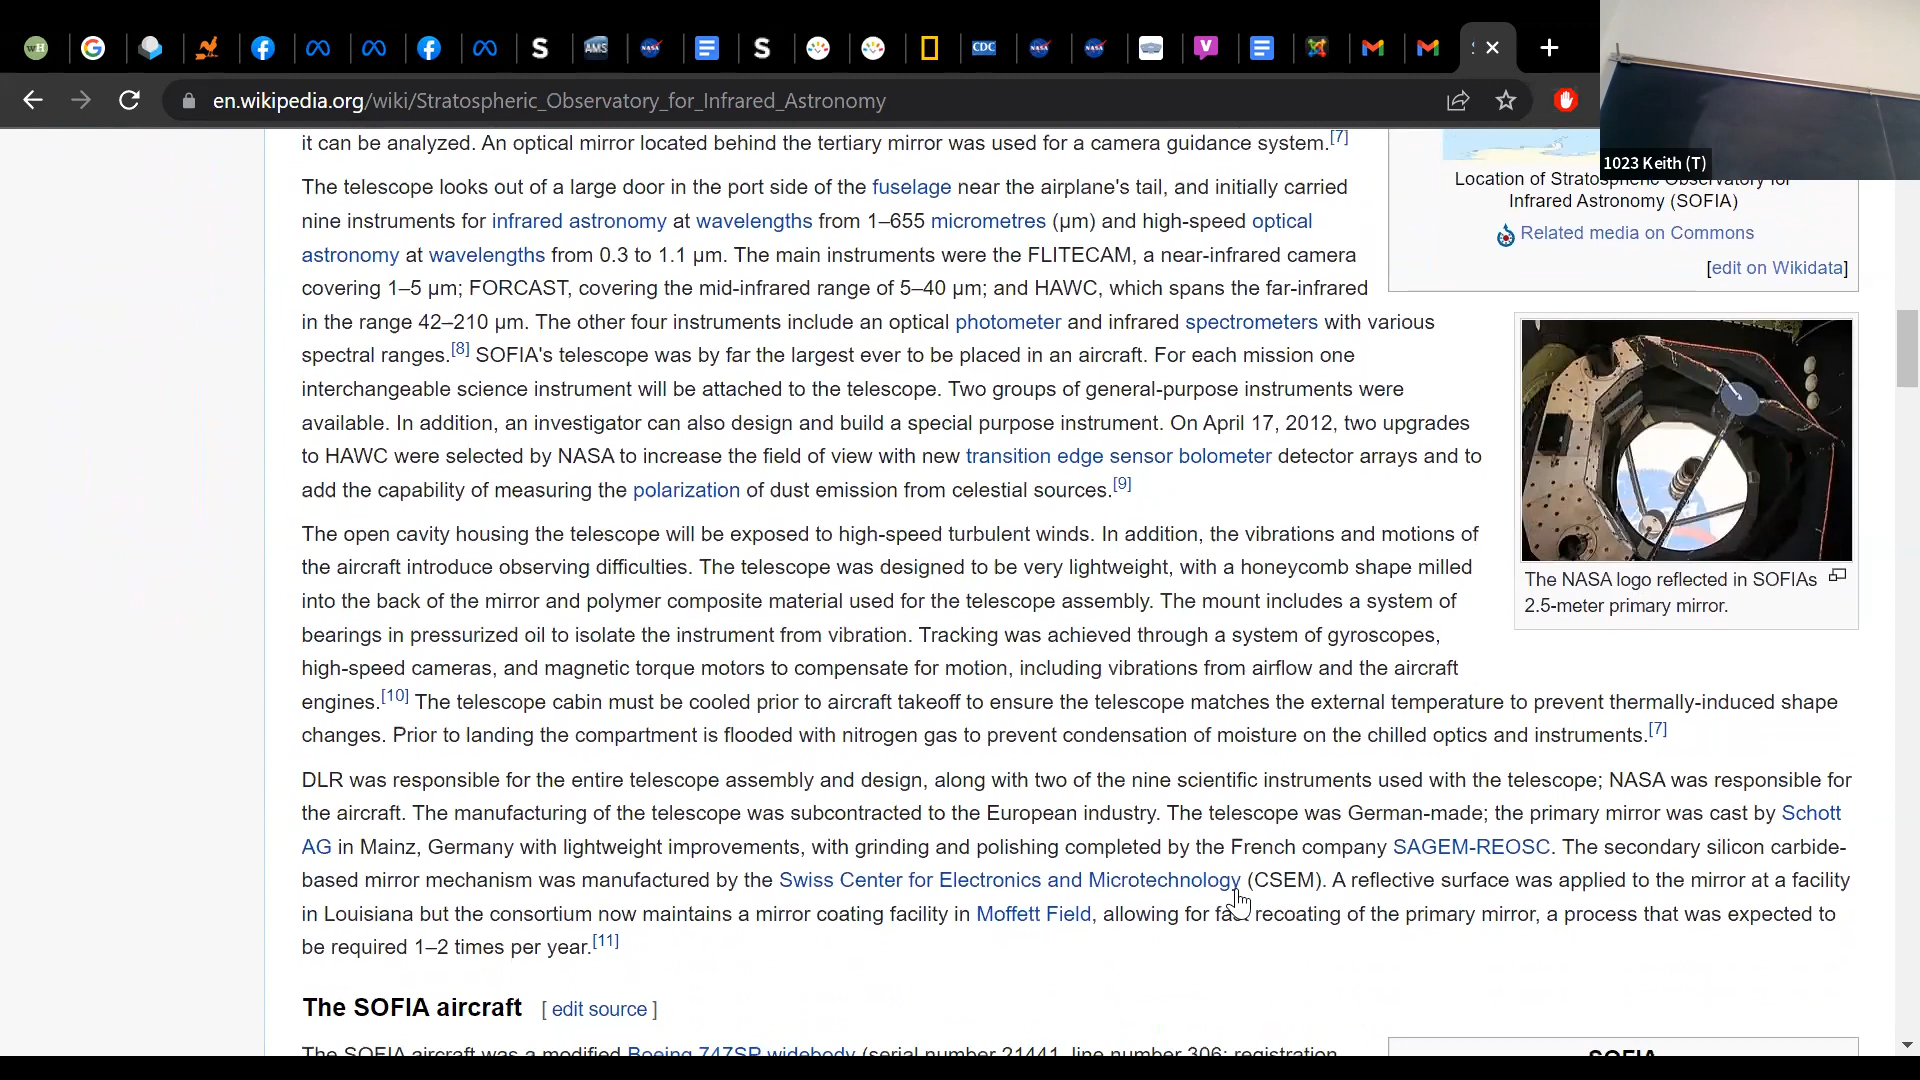 wH
G
S
AMS
NASA
S
CDC
NASA
NASA
V
en.wikipedia.org/wiki/Stratospheric_Observatory_for_Infrared_Astronomy
1023 Keith (T)
it can be analyzed. An optical mirror located behind the tertiary mirror was used for a camera guidance system.[7]
The telescope looks out of a large door in the port side of the fuselage near the airplane's tail, and initially carried
nine instruments for infrared astronomy at wavelengths from 1–655 micrometres (μm) and high-speed optical
astronomy at wavelengths from 0.3 to 1.1 μm. The main instruments were the FLITECAM, a near-infrared camera
covering 1–5 μm; FORCAST, covering the mid-infrared range of 5–40 μm; and HAWC, which spans the far-infrared
in the range 42–210 μm. The other four instruments include an optical photometer and infrared spectrometers with various
spectral ranges.[8] SOFIA's telescope was by far the largest ever to be placed in an aircraft. For each mission one
interchangeable science instrument will be attached to the telescope. Two groups of general-purpose instruments were
available. In addition, an investigator can also design and build a special purpose instrument. On April 17, 2012, two upgrades
to HAWC were selected by NASA to increase the field of view with new transition edge sensor bolometer detector arrays and to
add the capability of measuring the polarization of dust emission from celestial sources.[9]
The open cavity housing the telescope will be exposed to high-speed turbulent winds. In addition, the vibrations and motions of
the aircraft introduce observing difficulties. The telescope was designed to be very lightweight, with a honeycomb shape milled
into the back of the mirror and polymer composite material used for the telescope assembly. The mount includes a system of
bearings in pressurized oil to isolate the instrument from vibration. Tracking was achieved through a system of gyroscopes,
high-speed cameras, and magnetic torque motors to compensate for motion, including vibrations from airflow and the aircraft
engines.[10] The telescope cabin must be cooled prior to aircraft takeoff to ensure the telescope matches the external temperature to prevent thermally-induced shape
changes. Prior to landing the compartment is flooded with nitrogen gas to prevent condensation of moisture on the chilled optics and instruments.[7]
DLR was responsible for the entire telescope assembly and design, along with two of the nine scientific instruments used with the telescope; NASA was responsible for
the aircraft. The manufacturing of the telescope was subcontracted to the European industry. The telescope was German-made; the primary mirror was cast by Schott
AG in Mainz, Germany with lightweight improvements, with grinding and polishing completed by the French company SAGEM-REOSC. The secondary silicon carbide-
based mirror mechanism was manufactured by the Swiss Center for Electronics and Microtechnology (CSEM). A reflective surface was applied to the mirror at a facility
in Louisiana but the consortium now maintains a mirror coating facility in Moffett Field, allowing for fast recoating of the primary mirror, a process that was expected to
be required 1–2 times per year.[11]
The SOFIA aircraft [ edit source ]
The SOFIA aircraft was a modified Boeing 747SP widebody (serial number 21441, line number 306; registration
Location of Stratospheric Observatory for
Infrared Astronomy (SOFIA)
Related media on Commons
[edit on Wikidata]
The NASA logo reflected in SOFIAs
2.5-meter primary mirror.
SOFIA